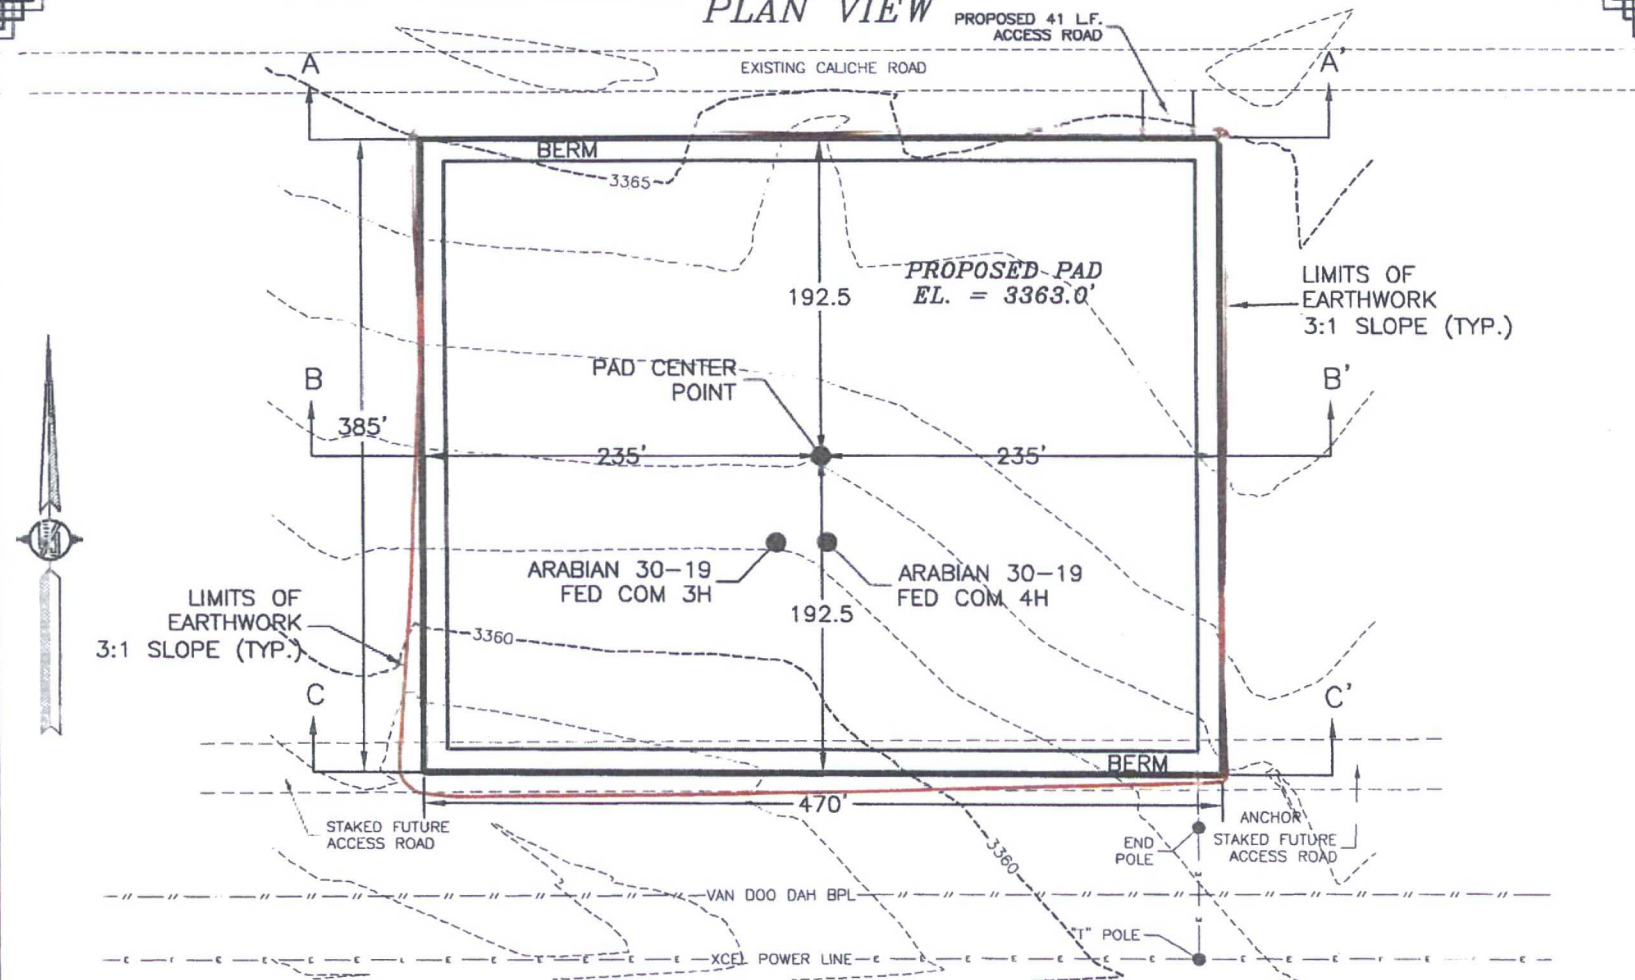 PLAN VIEW
PROPOSED 41 L.F.
ACCESS ROAD
EXISTING CALICHE ROAD
A
A'
BERM
3365
192.5
PROPOSED PAD
EL. = 3363.0'
LIMITS OF
EARTHWORK
3:1 SLOPE (TYP.)
PAD CENTER
POINT
B
B'
385'
235'
235'
ARABIAN 30-19
FED COM 3H
ARABIAN 30-19
FED COM 4H
192.5
LIMITS OF
EARTHWORK
3:1 SLOPE (TYP.)
3360
C
C'
BERM
470'
STAKED FUTURE
ACCESS ROAD
ANCHOR
END
POLE
STAKED FUTURE
ACCESS ROAD
3360
VAN DOO DAH BPL
"T" POLE
XCEL POWER LINE